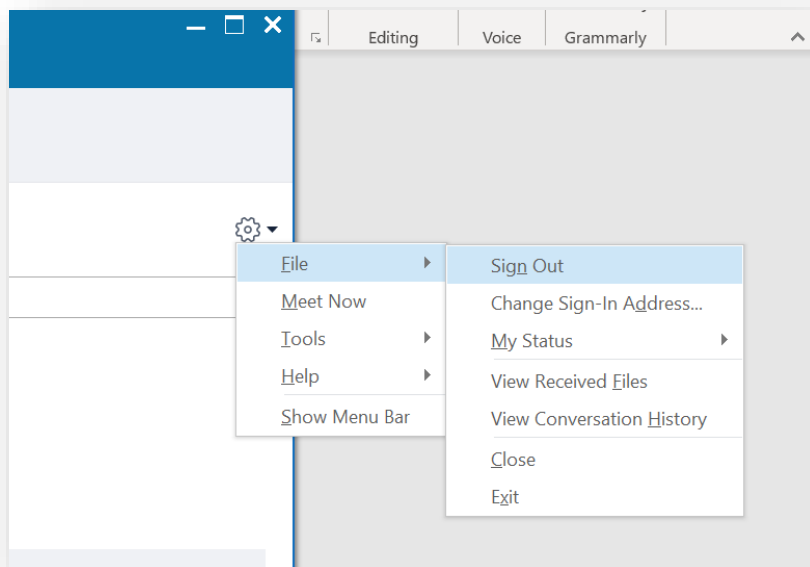 Editing
Voice
Grammarly
File
Meet Now
Tools
Help
Show Menu Bar
Sign Out
Change Sign-In Address...
My Status
View Received Files
View Conversation History
Close
Exit